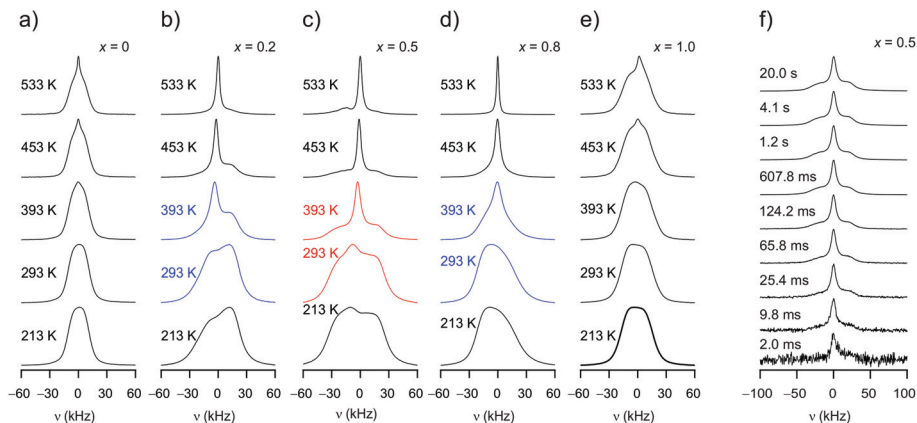 a)
x = 0
533 K
453 K
393 K
293 K
213 K
−60 −30 0 30 60
ν (kHz)
b)
x = 0.2
533 K
453 K
393 K
293 K
213 K
−60 −30 0 30 60
ν (kHz)
c)
x = 0.5
533 K
453 K
393 K
293 K
213 K
−60 −30 0 30 60
ν (kHz)
d)
x = 0.8
533 K
453 K
393 K
293 K
213 K
−60 −30 0 30 60
ν (kHz)
e)
x = 1.0
533 K
453 K
393 K
293 K
213 K
−60 −30 0 30 60
ν (kHz)
f)
x = 0.5
20.0 s
4.1 s
1.2 s
607.8 ms
124.2 ms
65.8 ms
25.4 ms
9.8 ms
2.0 ms
−100 −50 0 50 100
ν (kHz)